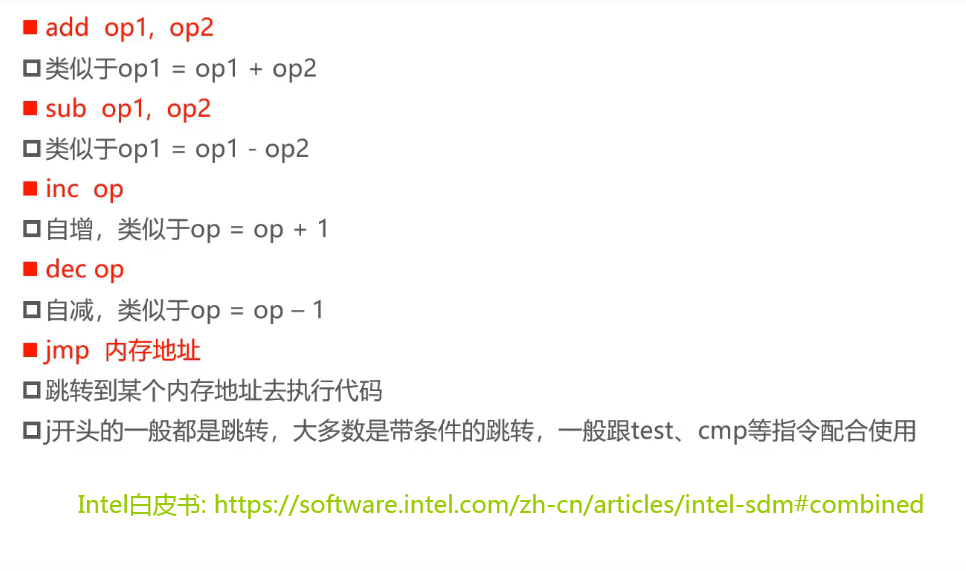 add op1, op2
类似于op1 = op1 + op2
sub op1, op2
类似于op1 = op1 - op2
inc op
自增，类似于op = op + 1
dec op
自减，类似于op = op – 1
jmp 内存地址
跳转到某个内存地址去执行代码
j开头的一般都是跳转，大多数是带条件的跳转，一般跟test、cmp等指令配合使用
Intel白皮书: https://software.intel.com/zh-cn/articles/intel-sdm#combined